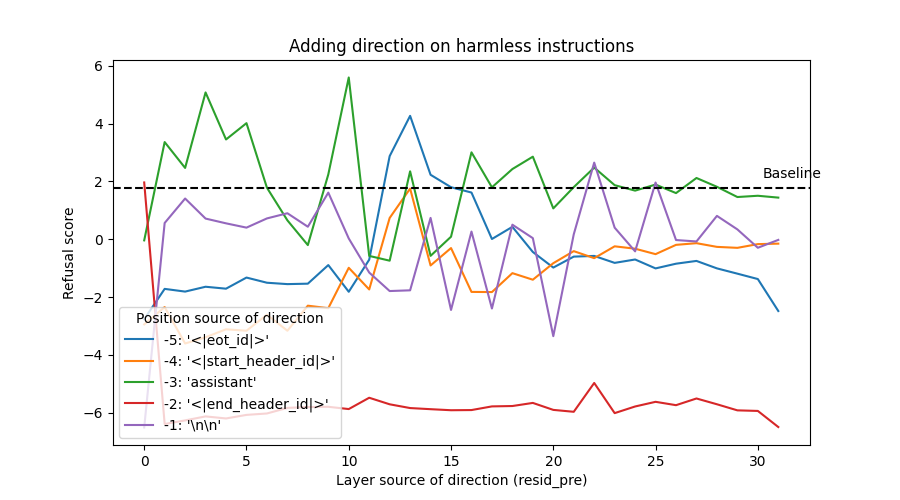 Adding direction on harmless instructions
6
4
2
0
−2
−4
−6
Refusal score
Baseline
Position source of direction
-5: '<|eot_id|>'
-4: '<|start_header_id|>'
-3: 'assistant'
-2: '<|end_header_id|>'
-1: '\n\n'
0 5 10 15 20 25 30
Layer source of direction (resid_pre)